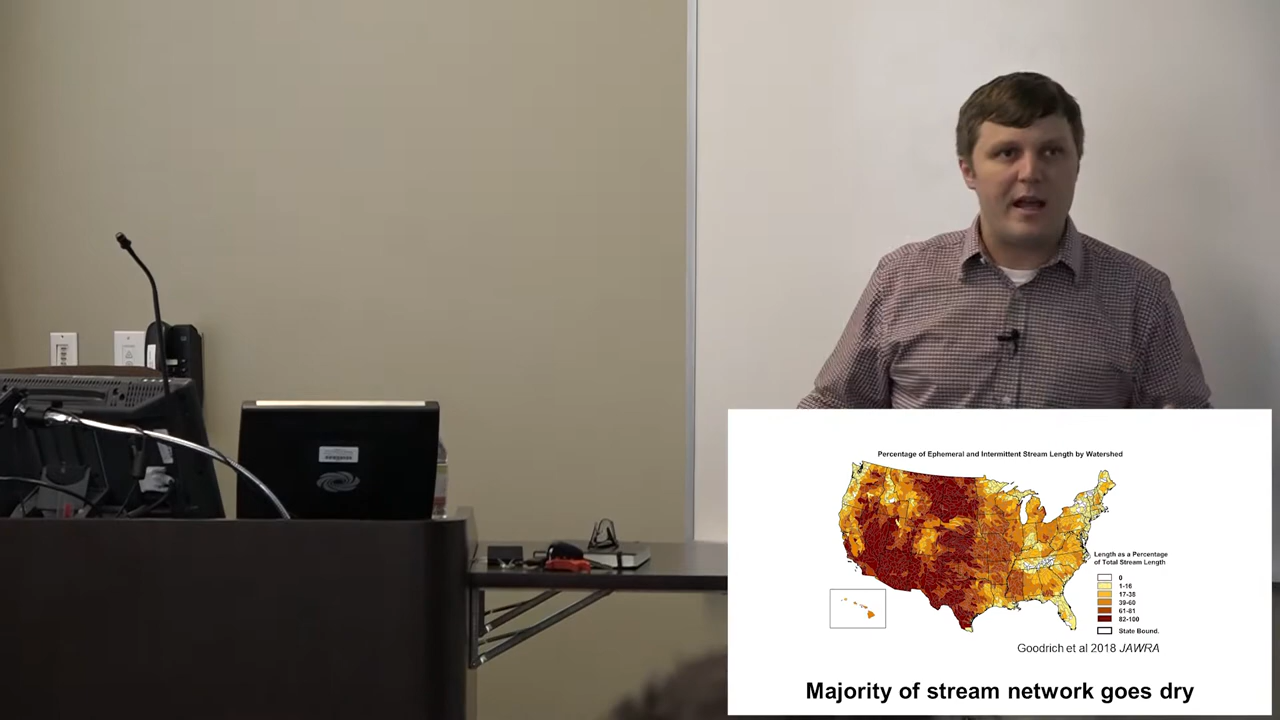 Percentage of Ephemeral and Intermittent Stream Length by Watershed
Length as a Percentage
of Total Stream Length
0
1-16
17-38
39-60
61-81
82-100
State Bound.
Goodrich et al 2018 JAWRA
Majority of stream network goes dry